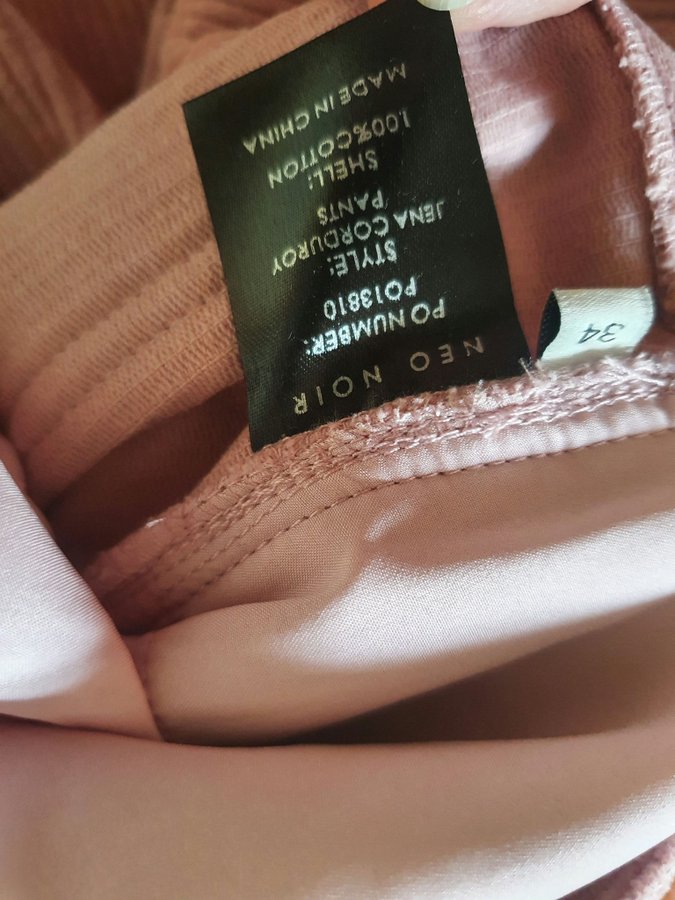 NEO NOIR
PO NUMBER:
PO13810
STYLE:
JENA CORDUROY
PANTS
SHELL:
100%COTTON
MADE IN CHINA
34